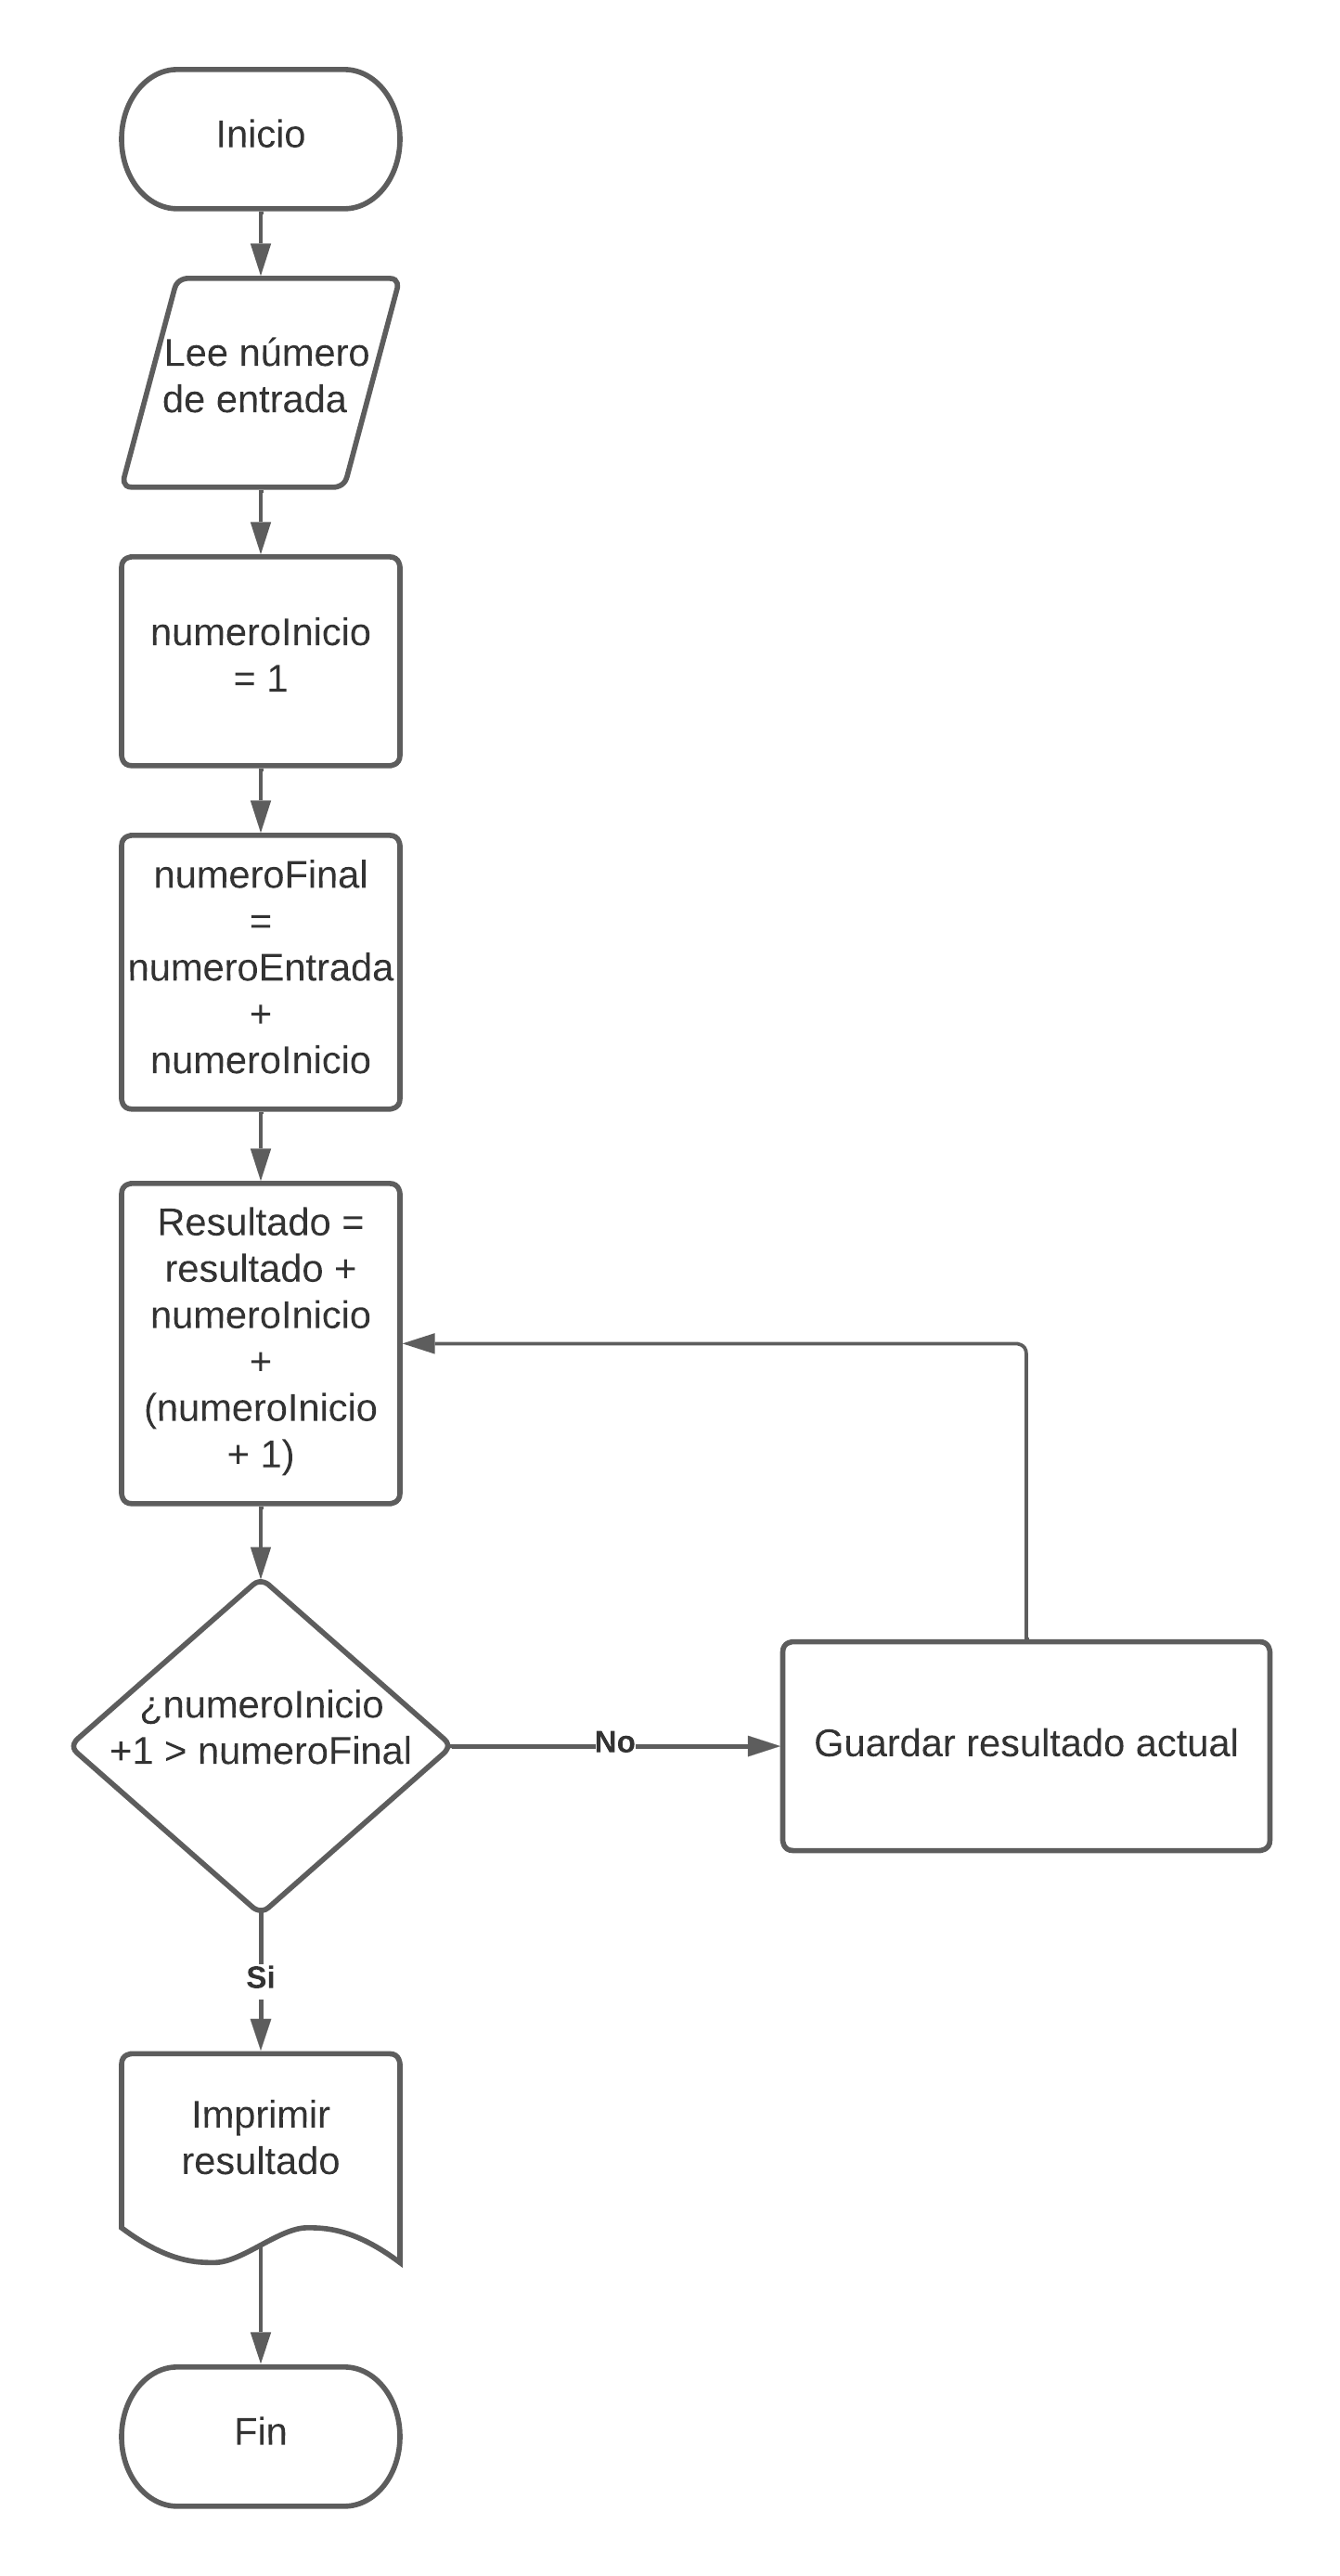 Inicio
Lee número
de entrada
numeroInicio
= 1
numeroFinal
=
numeroEntrada
+
numeroInicio
Resultado =
resultado +
numeroInicio
+
(numeroInicio
+ 1)
¿numeroInicio
+1 > numeroFinal
No
Guardar resultado actual
Si
Imprimir
resultado
Fin